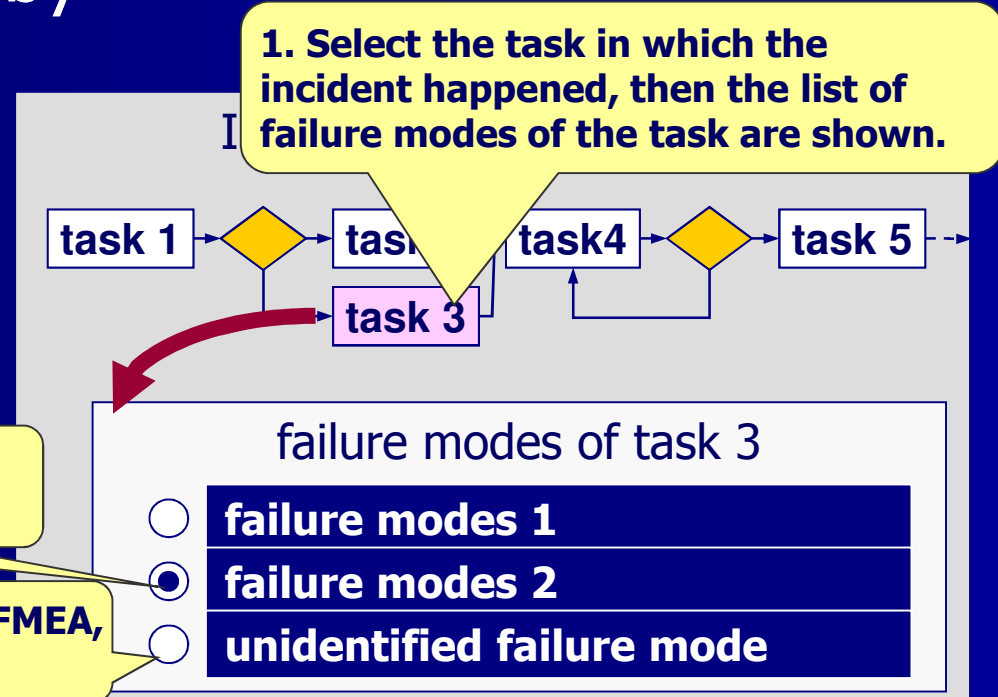 by
1. Select the task in which the
incident happened, then the list of
failure modes of the task are shown.
I
task 1
tas
task4
task 5
task 3
failure modes of task 3
failure modes 1
failure modes 2
FMEA,
unidentified failure mode